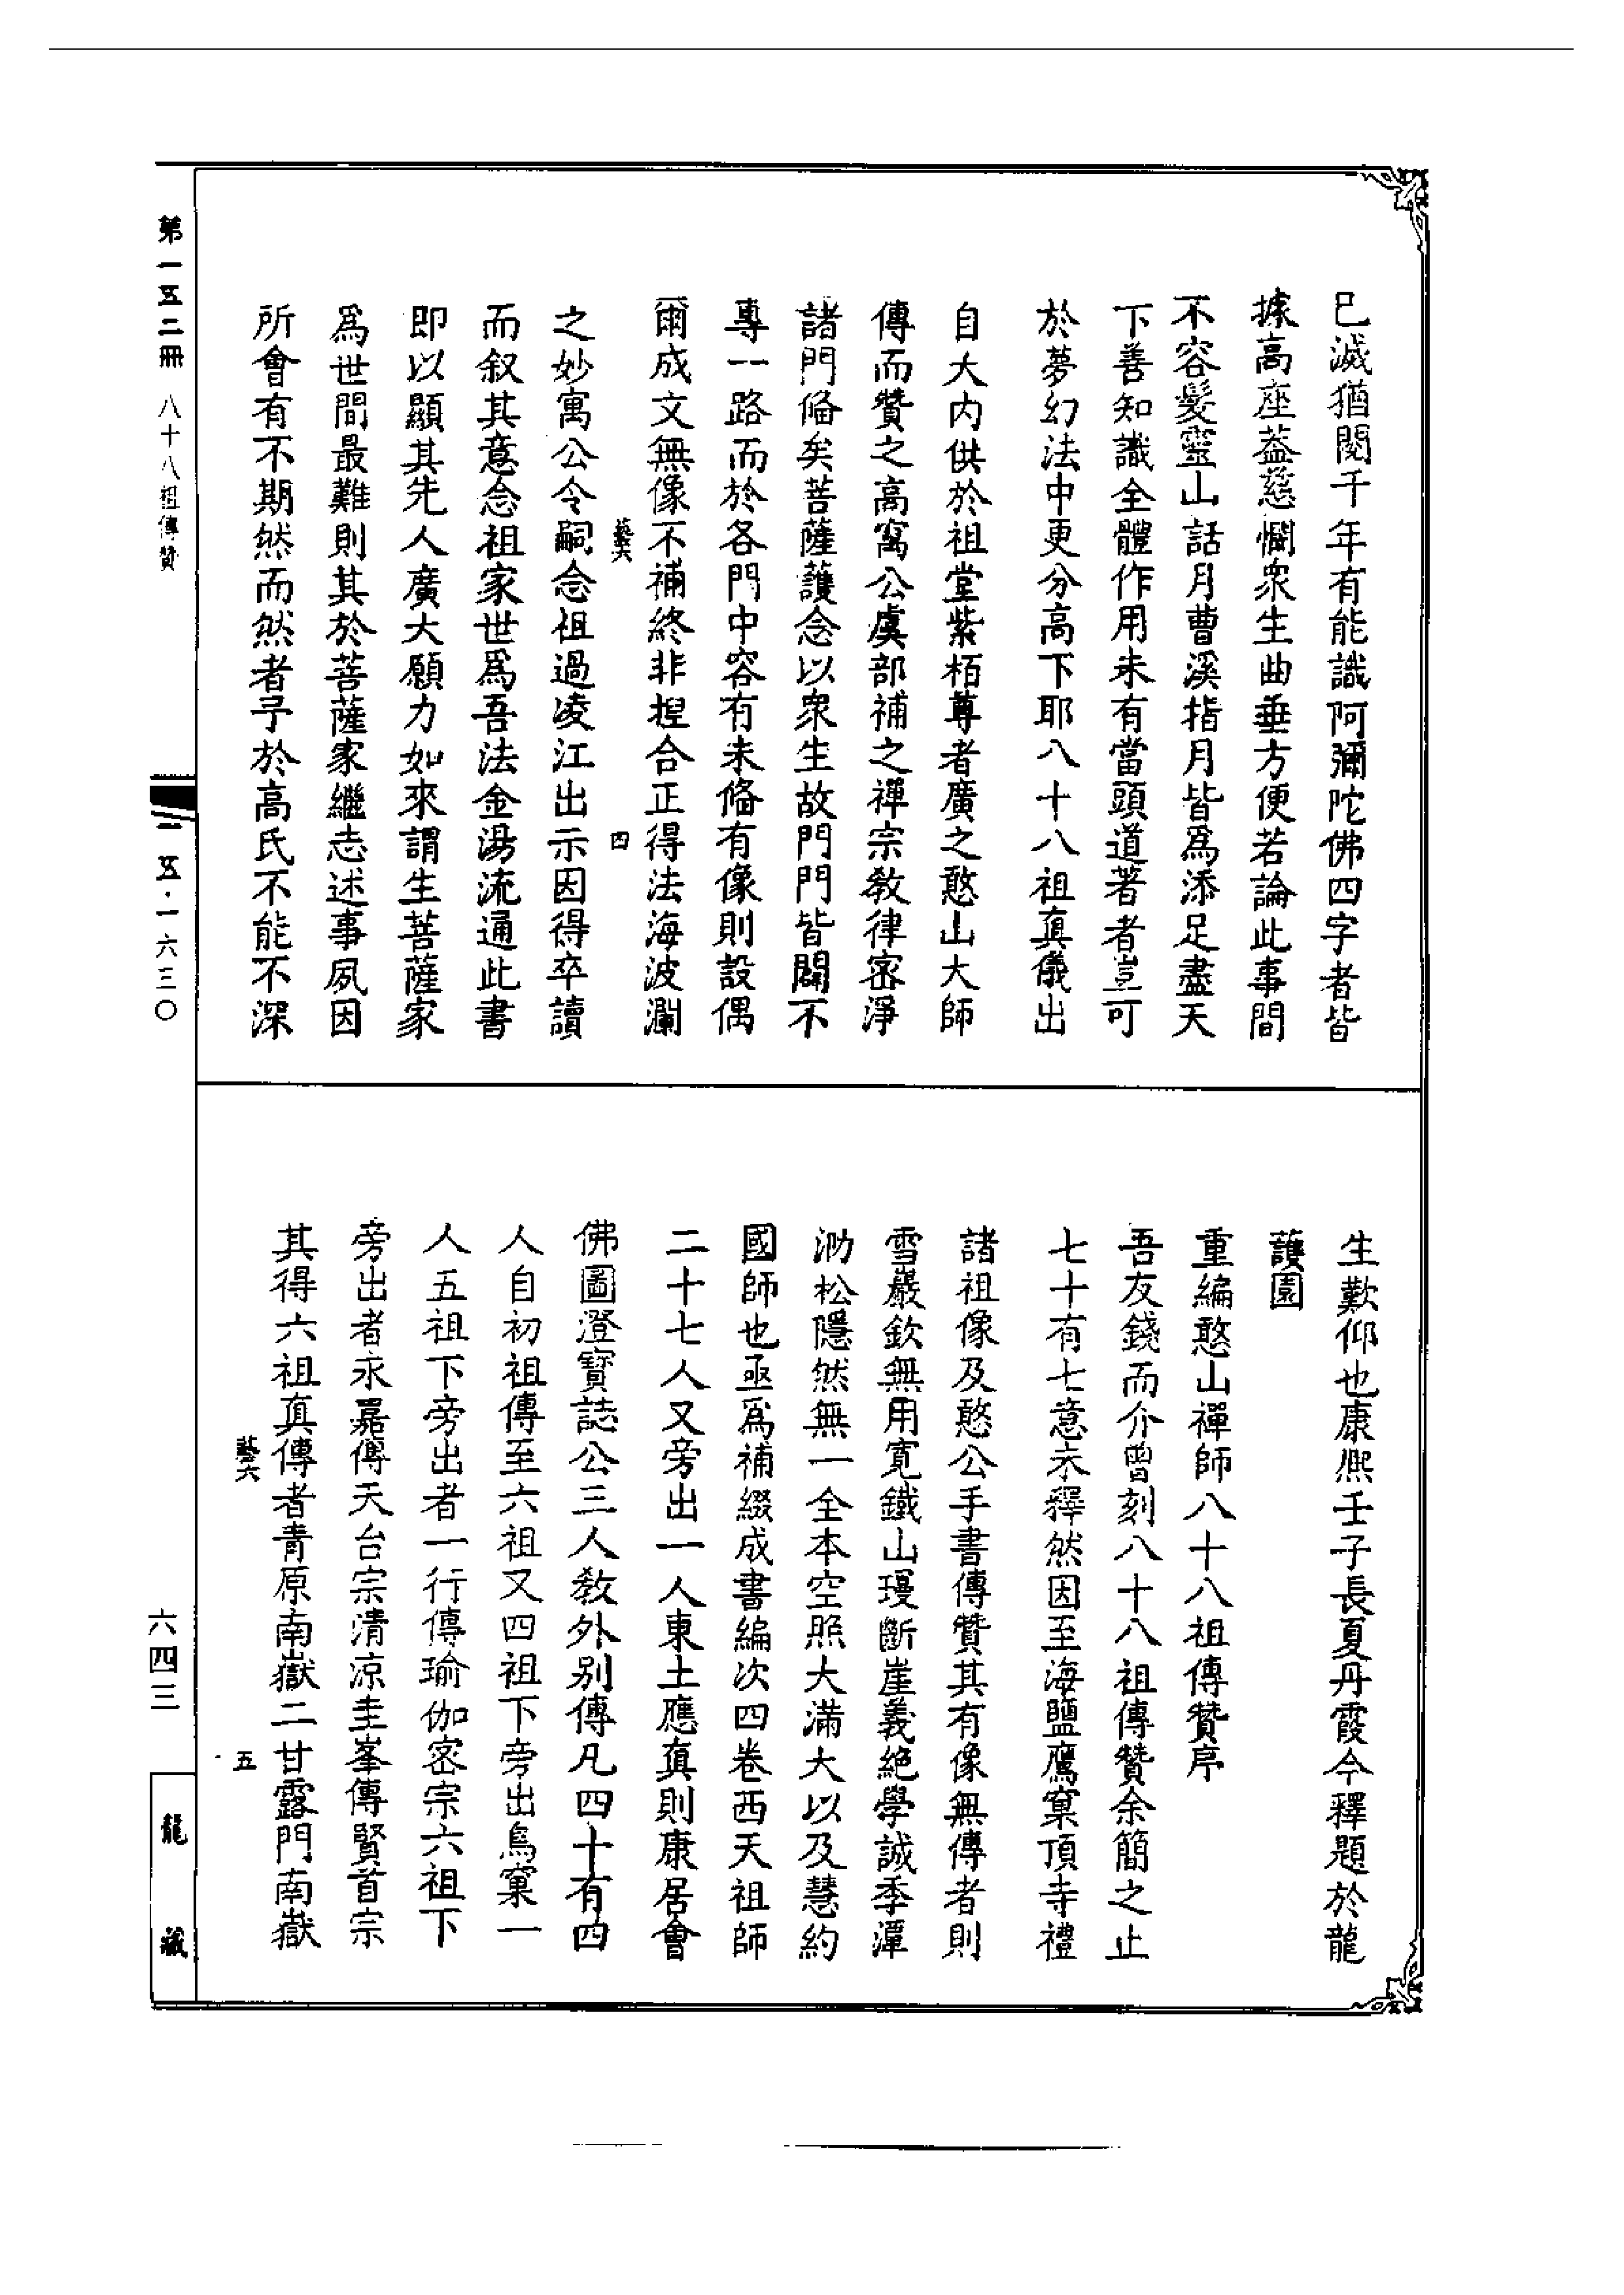 已滅猶閱千年有能識阿彌陀佛四字者皆
據高座葢慈憫眾生曲垂方便若論此事間
不容髮靈山話月曹溪指月皆爲添足盡天
下善知識全體作用未有當頭道著者豈可
於夢幻法中更分高下耶八十八祖眞儀出
自大内供於祖堂紫栢尊者廣之憨山大師
傳而贊之高寓公虞部補之禪宗教律密淨
諸門偹矣菩薩護念以眾生故門門皆闢不
專一路而於各門中容有未偹有像則設偶
爾成文無像不補終非捏合正得法海波瀾
藝六
四
之妙寓公令嗣念祖過凌江出示因得卒讀
而叙其意念祖家世爲吾法金湯流通此書
即以顯其先人廣大願力如來謂生菩薩家
爲世間最難則其於菩薩家繼志述事夙因
所會有不期然而然者予於高氏不能不深
生歎仰也康熙壬子長夏丹霞今釋題於龍
護園
重編憨山禪師八十八祖傳贊序
吾友錢而介曾刻八十八祖傳贊余簡之止
七十有七意未釋然因至海鹽鷹窠頂寺禮
諸祖像及憨公手書傳贊其有像無傳者則
雪巖欽無用寬鐵山瓊斷崖義絕學誠季潭
泐松隱然無一全本空照大滿大以及慧約
國師也亟爲補綴成書編次四卷西天祖師
二十七人又旁出一人東土應眞則康居會
佛圖澄寶誌公三人教外別傳凡四十有四
人自初祖傳至六祖又四祖下旁出鳥窠一
人五祖下旁出者一行傳瑜伽密宗六祖下
旁出者永嘉傳天台宗清涼圭峯傳賢首宗
其得六祖眞傳者青原南嶽二甘露門南嶽
藝六
五
第一五二冊 八十八祖傳贊
一五·一六三〇
六四三
龍藏